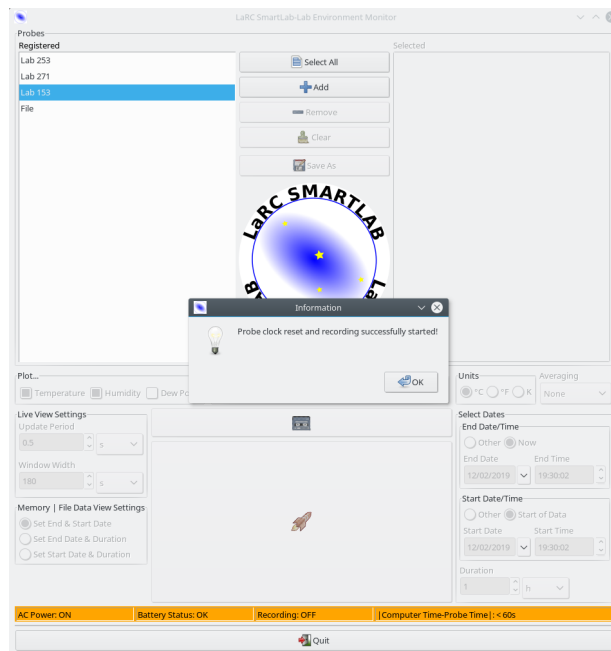 LaRC SmartLab-Lab Environment Monitor
Probes
Registered
Selected
Lab 253
Lab 271
Lab 153
File
Select All
Add
Remove
Clear
Save As
LaRC SMARTLAB
Information
Probe clock reset and recording successfully started!
OK
Plot...
Temperature Humidity Dew
Units
°C °F K
Averaging
None
Live View Settings
Update Period
0.5 s
Window Width
180 s
Memory | File Data View Settings
Set End & Start Date
Set End Date & Duration
Set Start Date & Duration
Select Dates
End Date/Time
Other Now
End Date End Time
12/02/2019 19:30:02
Start Date/Time
Other Start of Data
Start Date Start Time
12/02/2019 19:30:02
Duration
1 h
AC Power: ON Battery Status: OK Recording: OFF |Computer Time-Probe Time|: < 60s
Quit